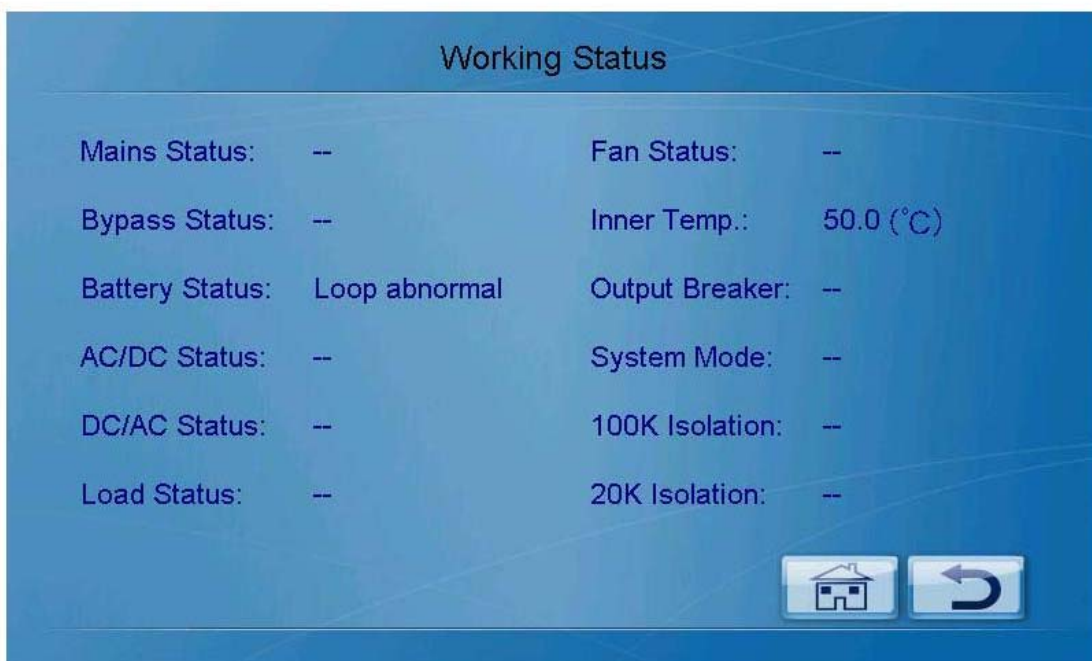 Working Status
Mains Status: --
Fan Status: --
Bypass Status: --
Inner Temp.: 50.0 (°C)
Battery Status: Loop abnormal
Output Breaker: --
AC/DC Status: --
System Mode: --
DC/AC Status: --
100K Isolation: --
Load Status: --
20K Isolation: --